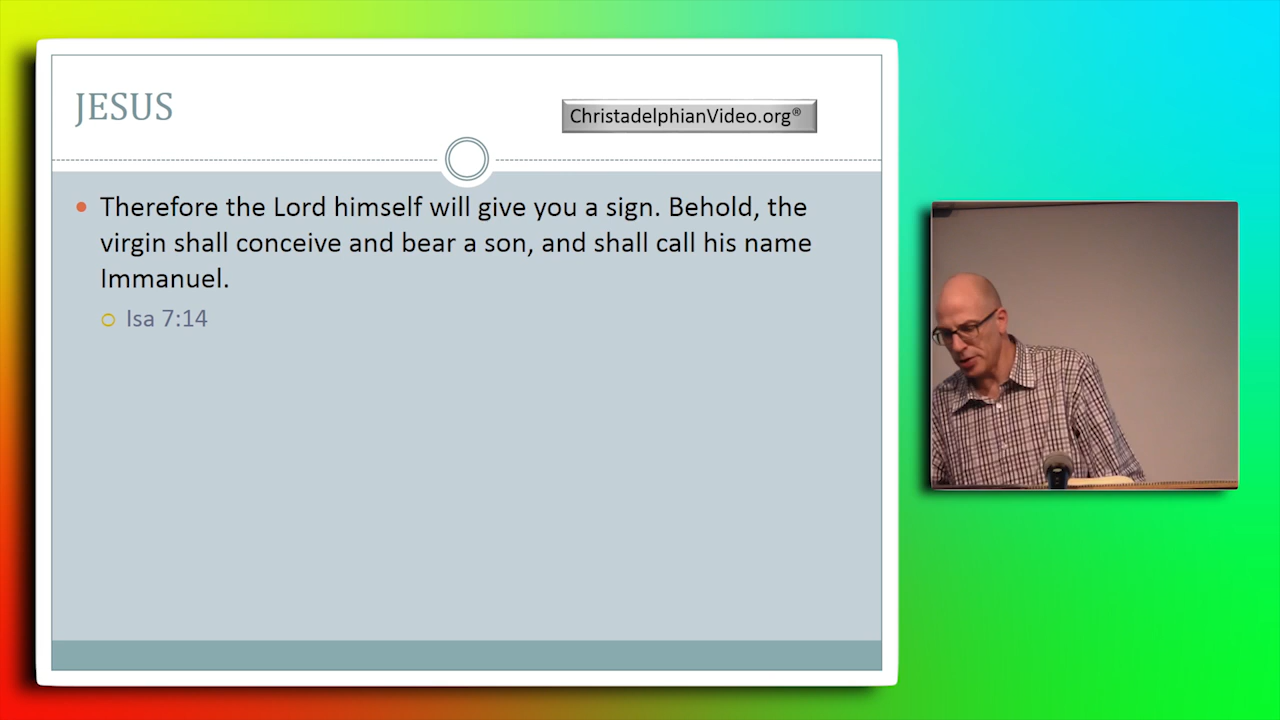 JESUS
ChristadelphianVideo.org®
Therefore the Lord himself will give you a sign. Behold, the
virgin shall conceive and bear a son, and shall call his name
Immanuel.
Isa 7:14